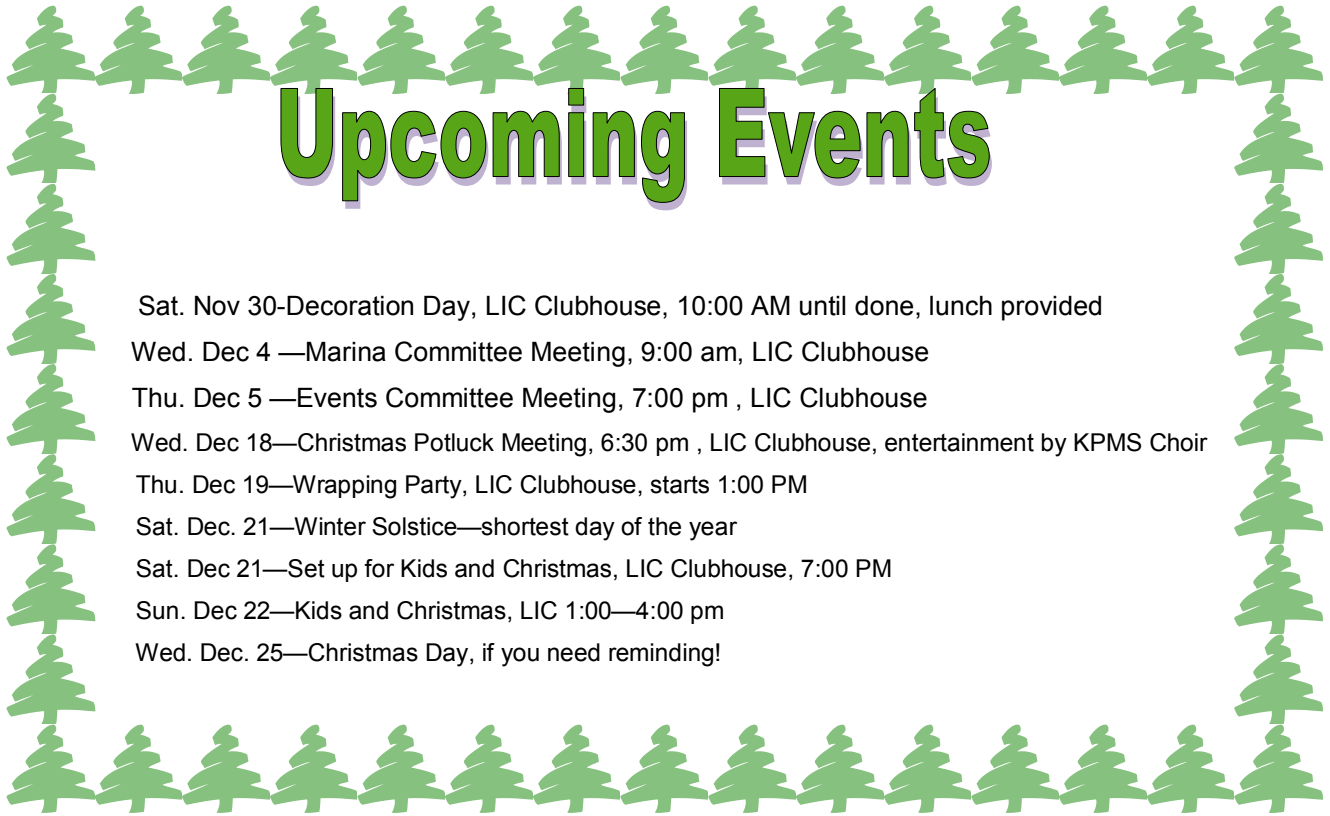 Upcoming Events
Sat. Nov 30-Decoration Day, LIC Clubhouse, 10:00 AM until done, lunch provided
Wed. Dec 4 —Marina Committee Meeting, 9:00 am, LIC Clubhouse
Thu. Dec 5 —Events Committee Meeting, 7:00 pm , LIC Clubhouse
Wed. Dec 18—Christmas Potluck Meeting, 6:30 pm , LIC Clubhouse, entertainment by KPMS Choir
Thu. Dec 19—Wrapping Party, LIC Clubhouse, starts 1:00 PM
Sat. Dec. 21—Winter Solstice—shortest day of the year
Sat. Dec 21—Set up for Kids and Christmas, LIC Clubhouse, 7:00 PM
Sun. Dec 22—Kids and Christmas, LIC 1:00—4:00 pm
Wed. Dec. 25—Christmas Day, if you need reminding!